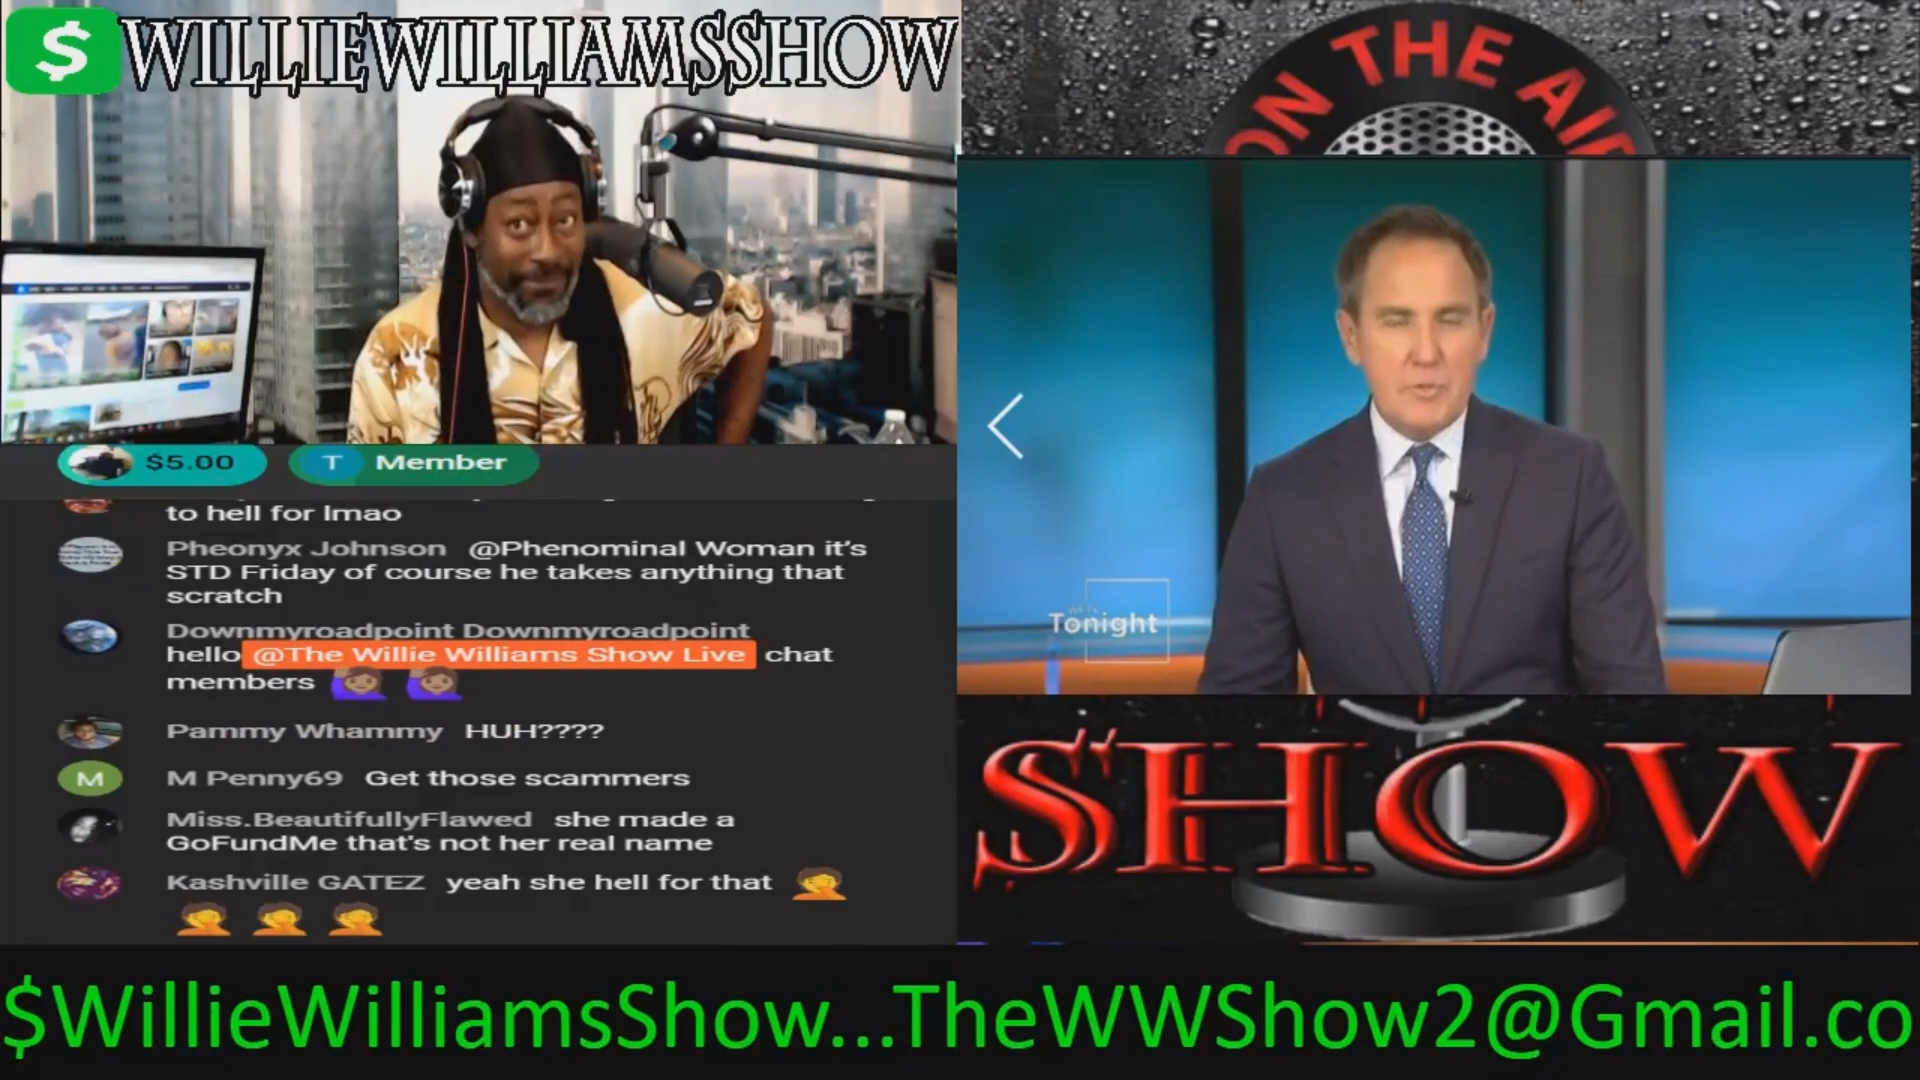 $WILLIEWILLIAMSSHOW
ON THE AIR
$5.00
T Member
to hell for lmao
Pheonyx Johnson @Phenominal Woman it's
STD Friday of course he takes anything that
scratch
Downmyroadpoint Downmyroadpoint
hello @The Willie Williams Show Live chat
members
Pammy Whammy HUH????
M
M Penny69 Get those scammers
Miss.BeautifullyFlawed she made a
GoFundMe that's not her real name
Kashville GATEZ yeah she hell for that
Tonight
SHOW
$WillieWilliamsShow...TheWWShow2@Gmail.co